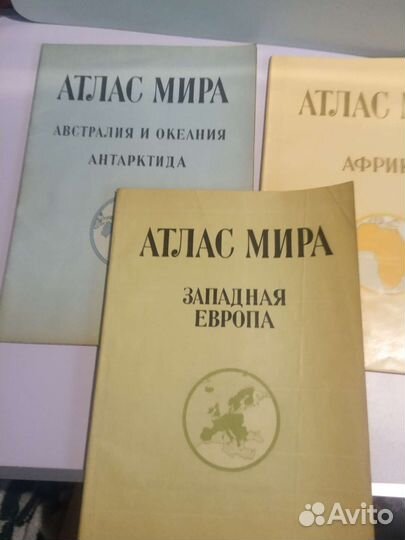 АТЛАС МИРА
АВСТРАЛИЯ И ОКЕАНИЯ
АНТАРКТИДА
АТЛАС
АФРИК
АТЛАС МИРА
ЗАПАДНАЯ
ЕВРОПА
Avito